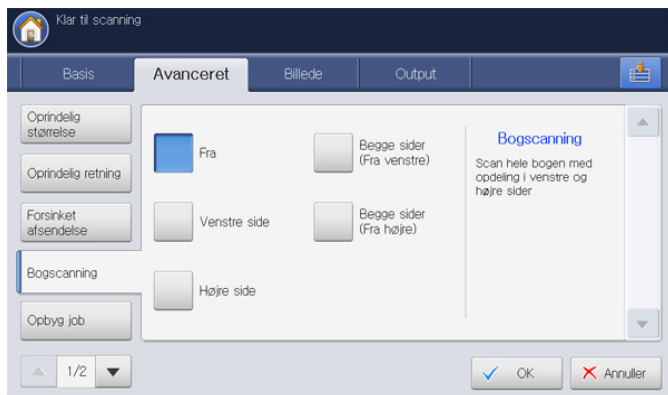 Klar til scanning
Basis
Avanceret
Billede
Output
Oprindelig
størrelse
Oprindelig retning
Forsinket
afsendelse
Bogscanning
Opbyg job
1/2
Fra
Venstre side
Højre side
Begge sider
(Fra venstre)
Begge sider
(Fra højre)
Bogscanning
Scan hele bogen med
opdeling i venstre og
højre sider
OK
Annuller